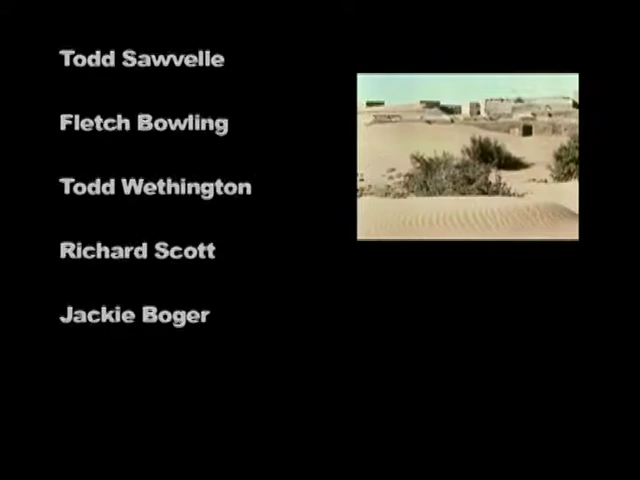 Todd Sawvelle
Fletch Bowling
Todd Wethington
Richard Scott
Jackie Boger